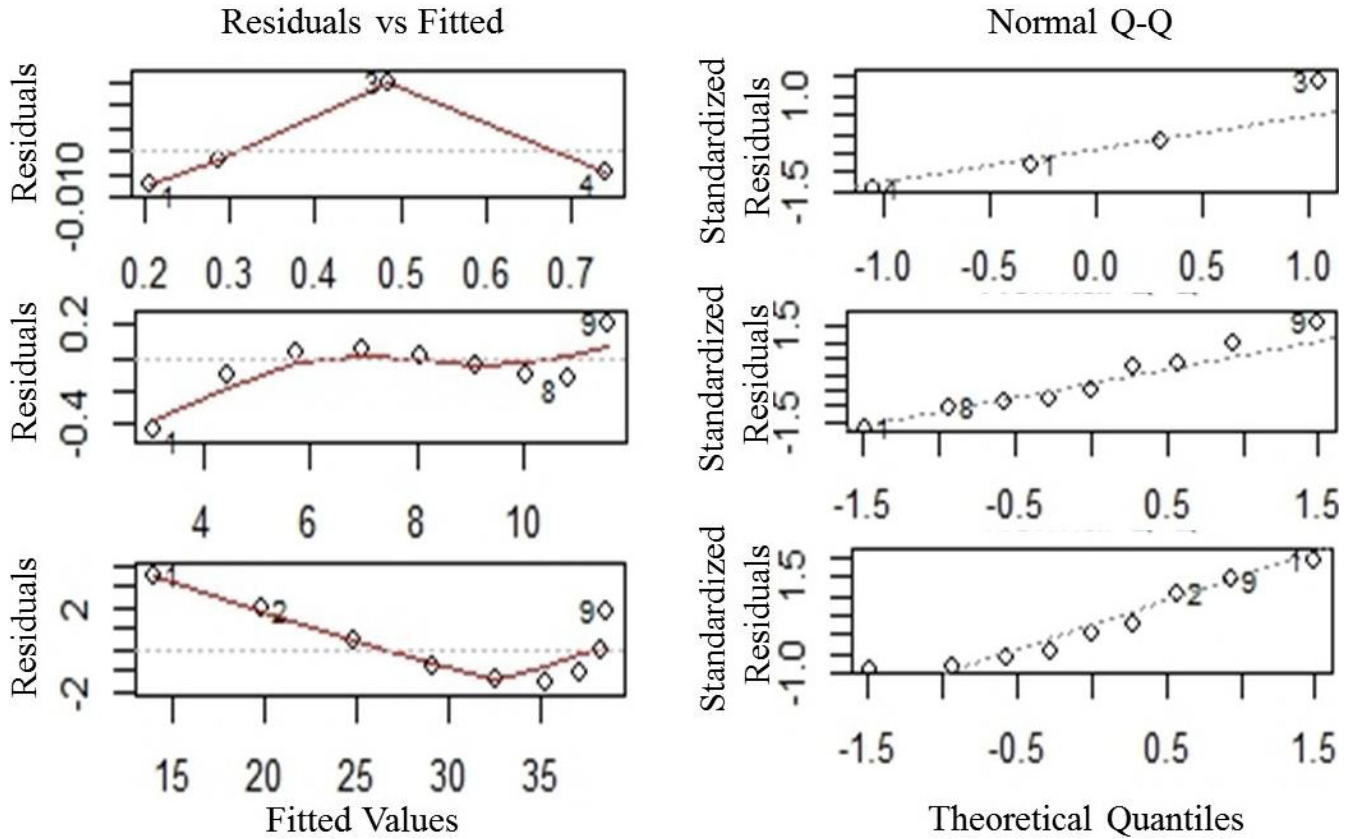 Residuals vs Fitted
Normal Q-Q
Residuals
-0.010
3
1
4
0.2 0.3 0.4 0.5 0.6 0.7
Standardized
Residuals
-1.5 1.0
4
1
3
-1.0 -0.5 0.0 0.5 1.0
Residuals
-0.4 0.2
1
8
9
4 6 8 10
Standardized
Residuals
-1.5 1.5
1
8
9
-1.5 -0.5 0.5 1.5
Residuals
-2 2
1
2
9
15 20 25 30 35
Fitted Values
Standardized
Residuals
-1.0 1.5
2
9
1
-1.5 -0.5 0.5 1.5
Theoretical Quantiles